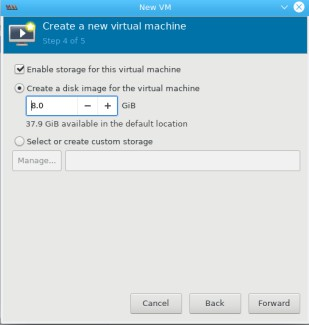 New VM
Create a new virtual machine
Step 4 of 5
Enable storage for this virtual machine
Create a disk image for the virtual machine
8.0 − + GiB
37.9 GiB available in the default location
Select or create custom storage
Manage...
Cancel Back Forward